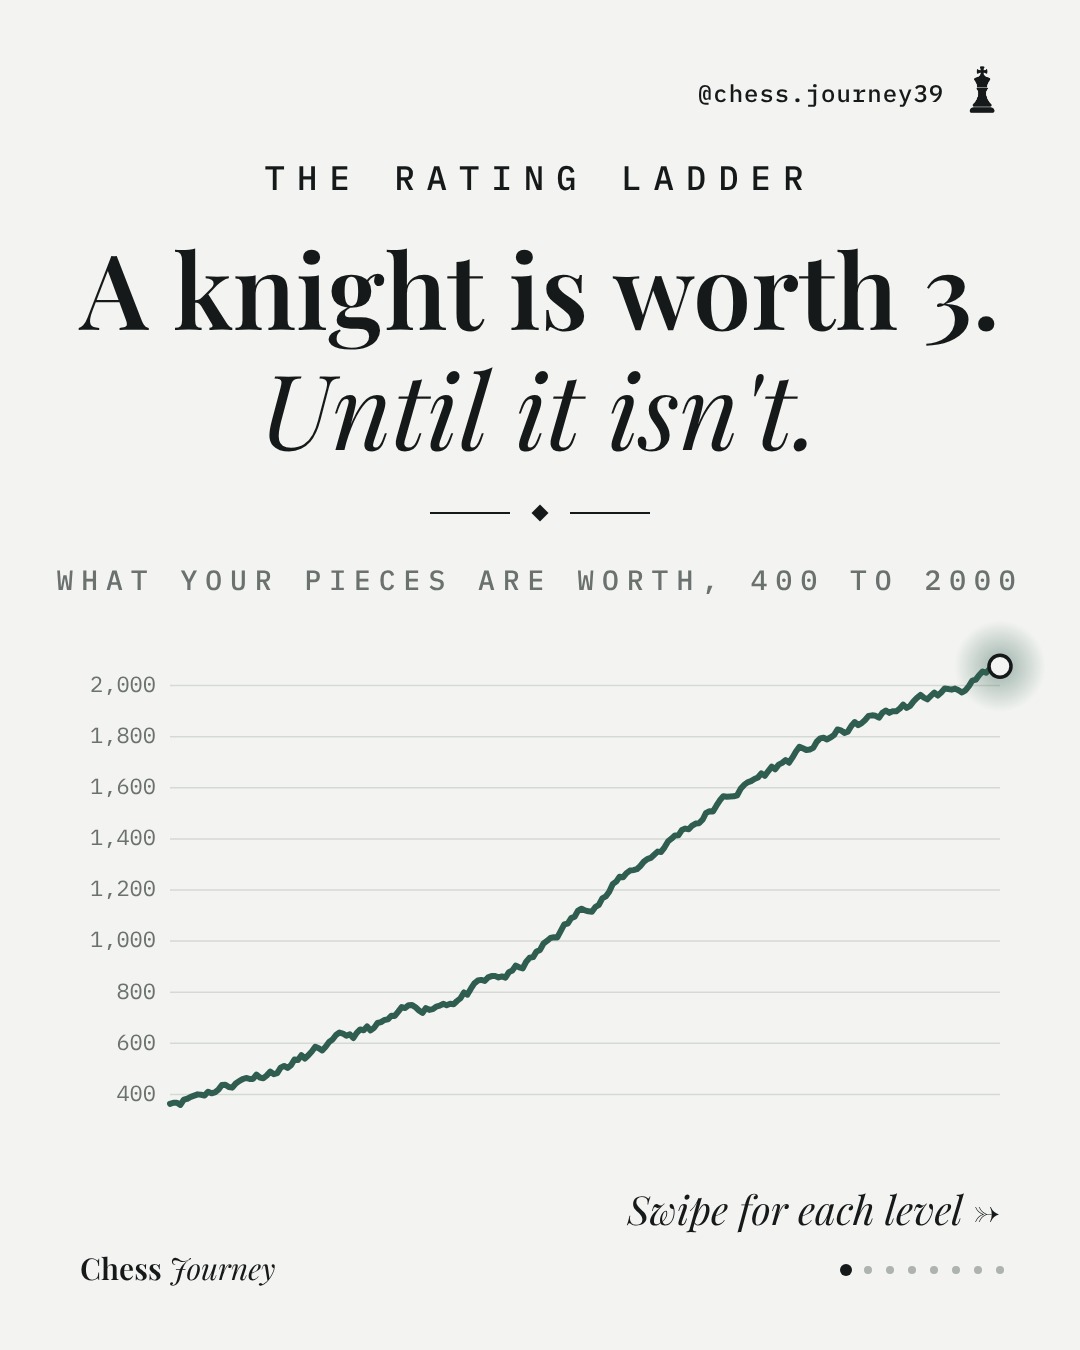 @chess.journey39
THE RATING LADDER
A knight is worth 3.
Until it isn't.
WHAT YOUR PIECES ARE WORTH, 400 TO 2000
2,000
1,800
1,600
1,400
1,200
1,000
800
600
400
Swipe for each level
Chess Journey